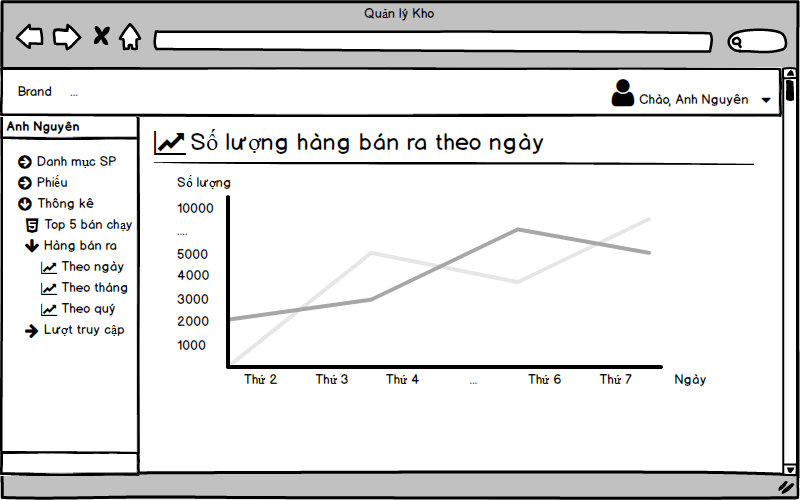 Quản lý Kho
Brand ...
Chào, Anh Nguyên
Anh Nguyên
Danh mục SP
Phiếu
Thông kê
Top 5 bán chạy
Hàng bán ra
Theo ngày
Theo tháng
Theo quý
Lượt truy cập
Số lượng hàng bán ra theo ngày
Số lượng
10000
....
5000
4000
3000
2000
1000
Thứ 2 Thứ 3 Thứ 4 ... Thứ 6 Thứ 7 Ngày